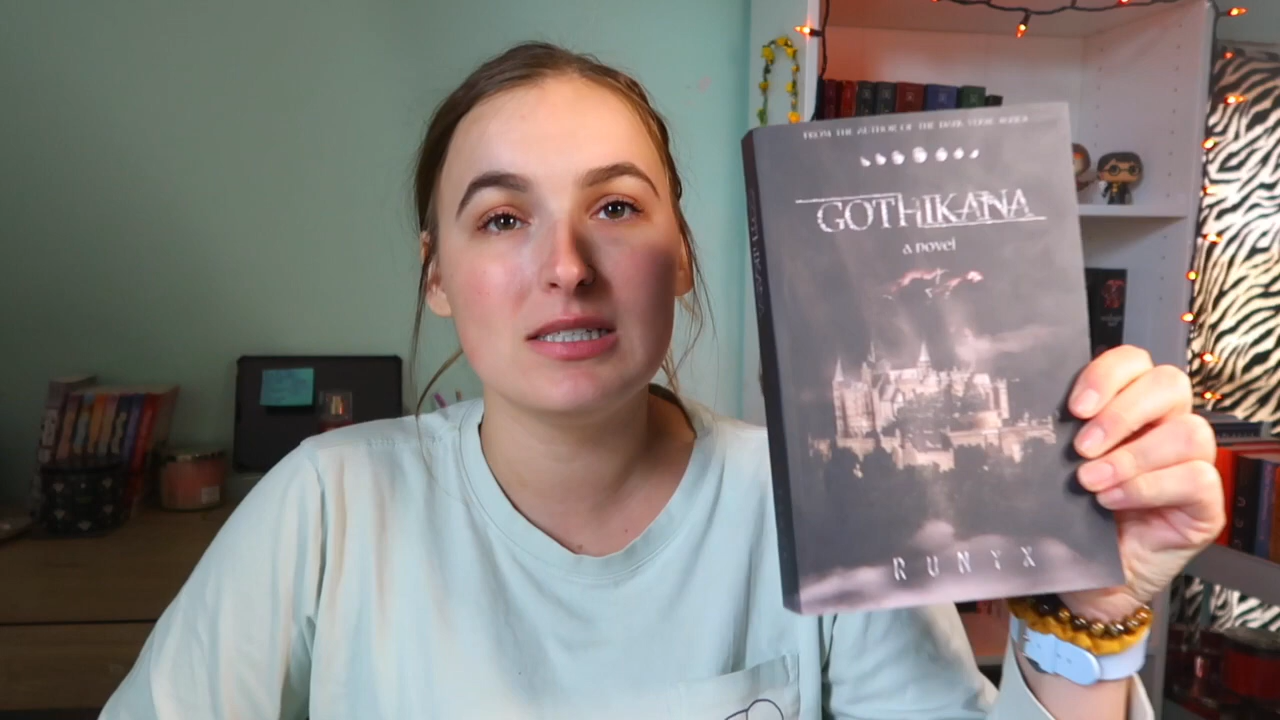 FROM THE AUTHOR OF THE DARK VERSE SERIES
GOTHIKANA
a novel
RUNYX